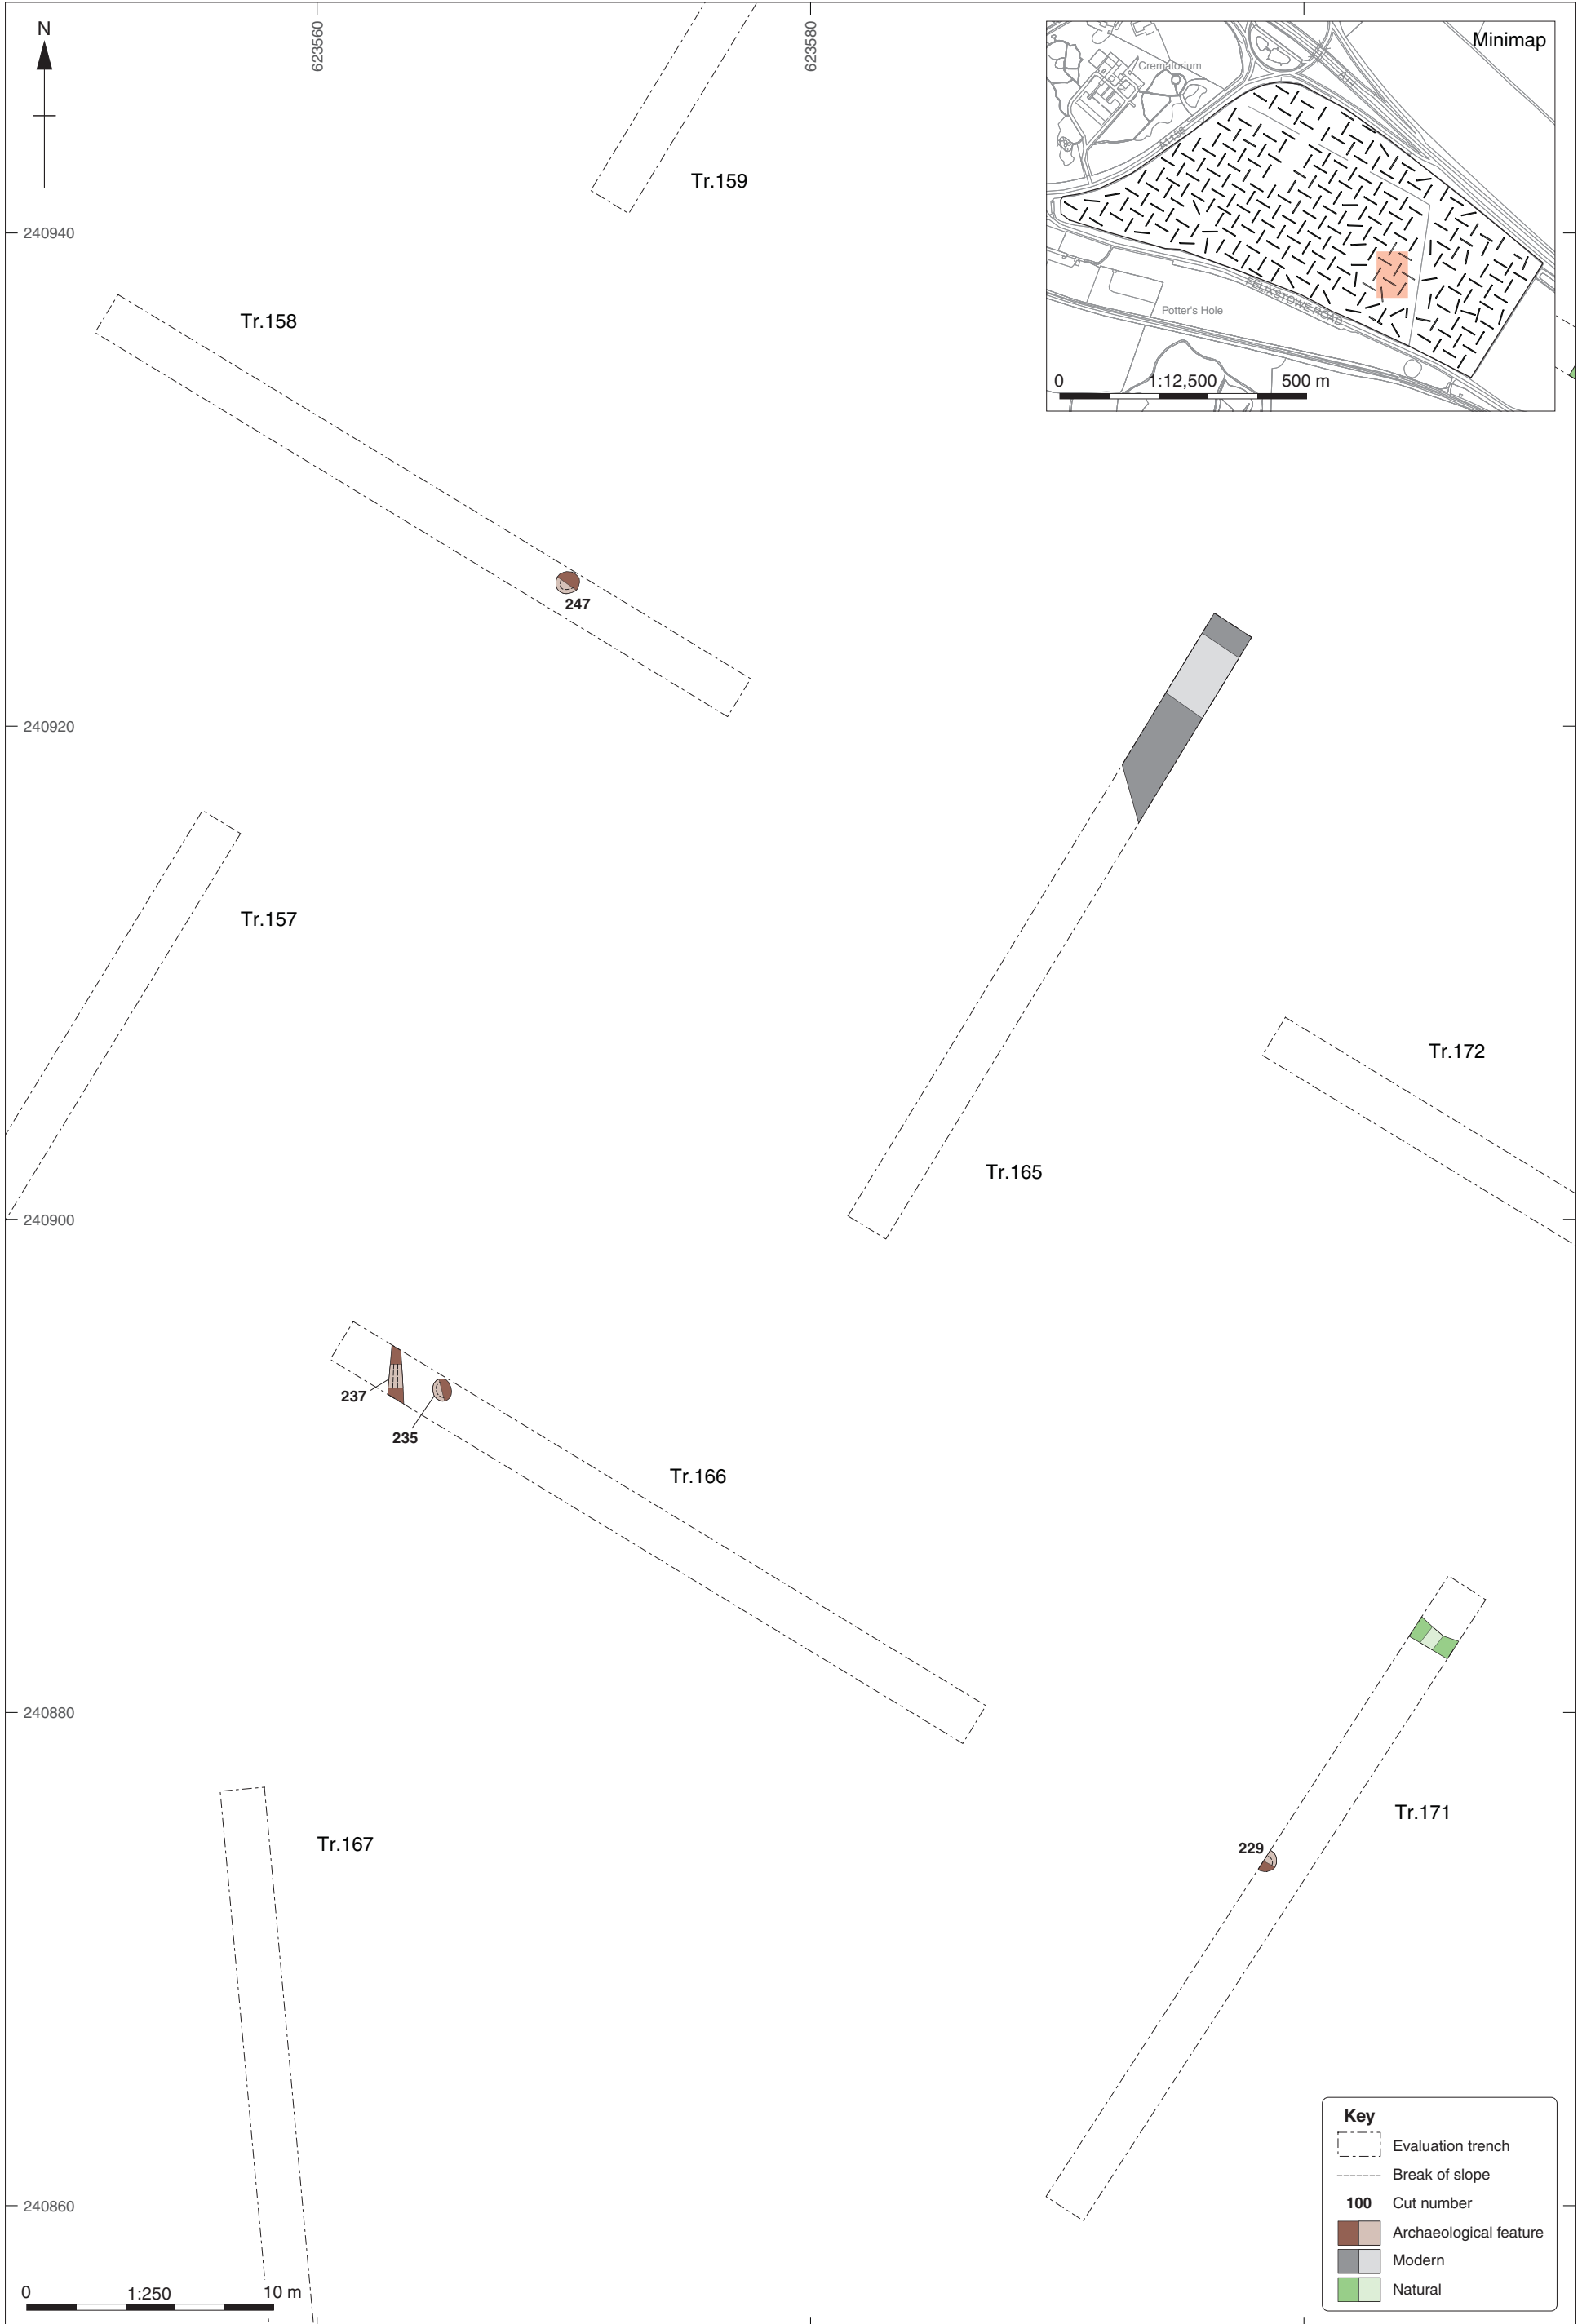 N
623560
623580
Minimap
Crematorium
A14
A1156
Tr.159
240940
Potter's Hole
FELIXSTOWE ROAD
Tr.158
0 1:12,500 500 m
247
240920
Tr.157
Tr.172
Tr.165
240900
237
235
Tr.166
240880
Tr.171
Tr.167
229
Key
Evaluation trench
Break of slope
100 Cut number
240860
Archaeological feature
Modern
Natural
0 1:250 10 m